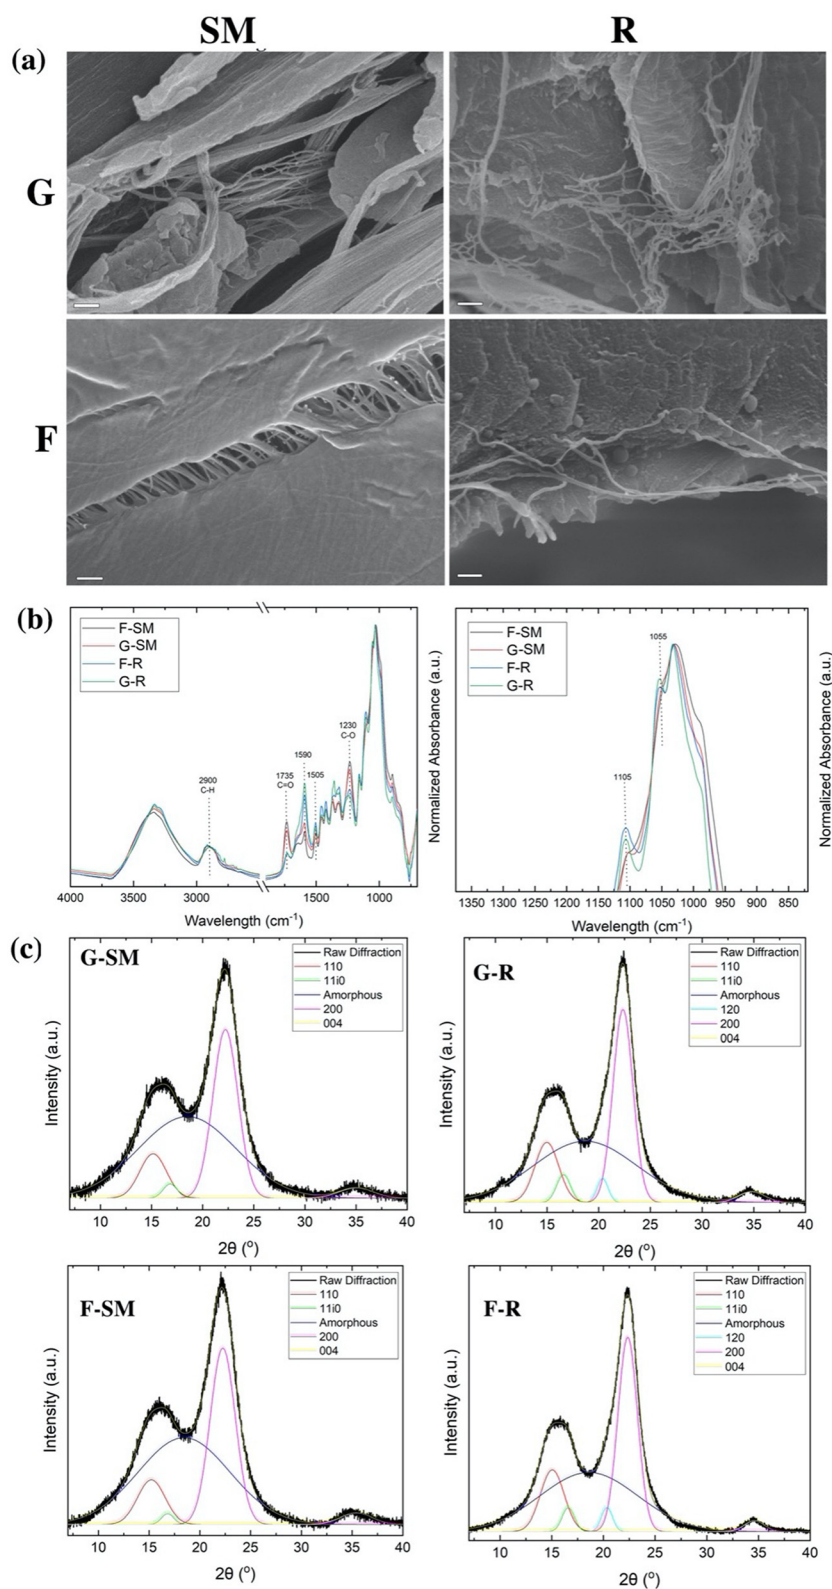 SM
R
(a)
G
F
(b)
F-SM
G-SM
F-R
G-R
2900
C-H
1735
C=O
1590
1505
1230
C-O
4000 3500 3000 1500 1000
Wavelength (cm-1)
Normalized Absorbance (a.u.)
F-SM
G-SM
F-R
G-R
1055
1105
1350 1300 1250 1200 1150 1100 1050 1000 950 900 850
Wavelength (cm-1)
Normalized Absorbance (a.u.)
(c)
G-SM
Raw Diffraction
110
11i0
Amorphous
200
004
Intensity (a.u.)
10 15 20 25 30 35 40
2θ (o)
G-R
Raw Diffraction
110
11i0
Amorphous
120
200
004
Intensity (a.u.)
10 15 20 25 30 35 40
2θ (o)
F-SM
Raw Diffraction
110
11i0
Amorphous
200
004
Intensity (a.u.)
10 15 20 25 30 35 40
2θ (o)
F-R
Raw Diffraction
110
11i0
Amorphous
120
200
004
Intensity (a.u.)
10 15 20 25 30 35 40
2θ (o)